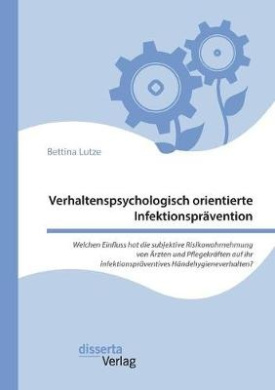 Bettina Lutze
Verhaltenspsychologisch orientierte
Infektionsprävention
Welchen Einfluss hat die subjektive Risikowahrnehmung
von Ärzten und Pflegekräften auf ihr
infektionspräventives Händehygieneverhalten?
disserta
Verlag